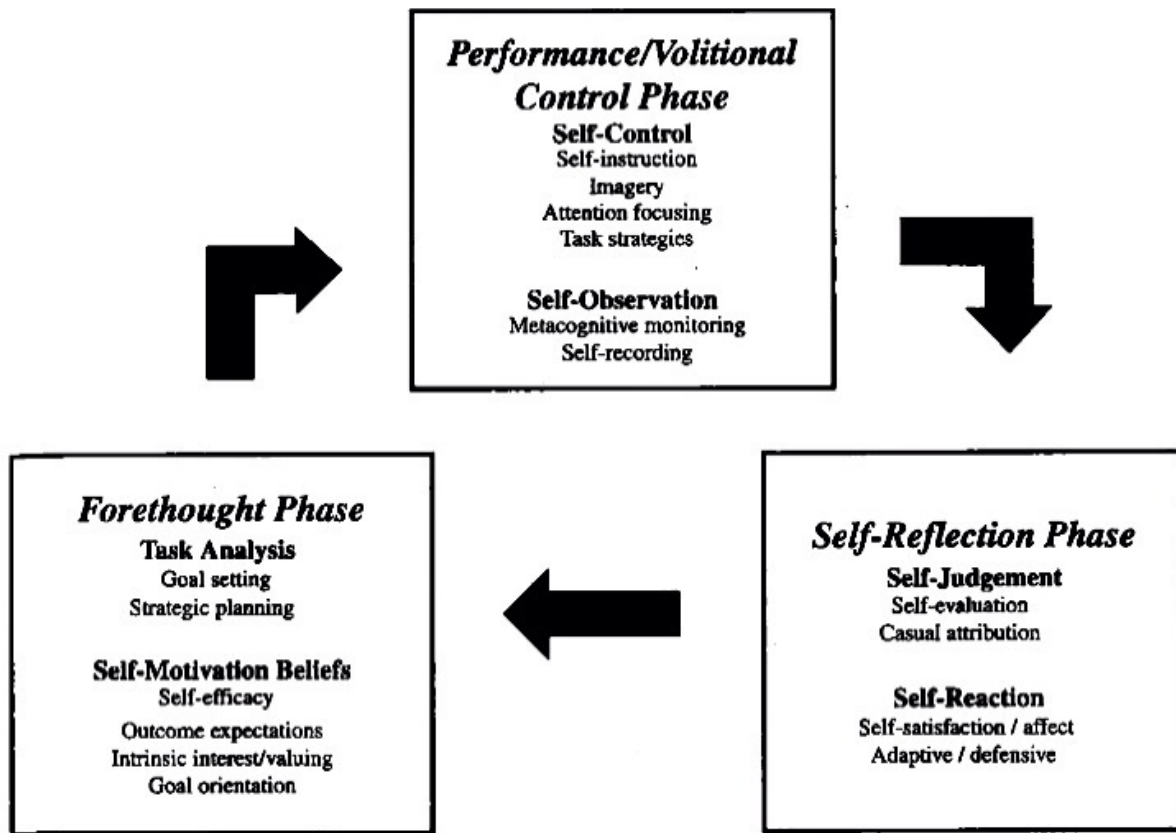 Performance/Volitional
Control Phase
Self-Control
Self-instruction
Imagery
Attention focusing
Task strategies
Self-Observation
Metacognitive monitoring
Self-recording
Forethought Phase
Task Analysis
Goal setting
Strategic planning
Self-Motivation Beliefs
Self-efficacy
Outcome expectations
Intrinsic interest/valuing
Goal orientation
Self-Reflection Phase
Self-Judgement
Self-evaluation
Casual attribution
Self-Reaction
Self-satisfaction / affect
Adaptive / defensive